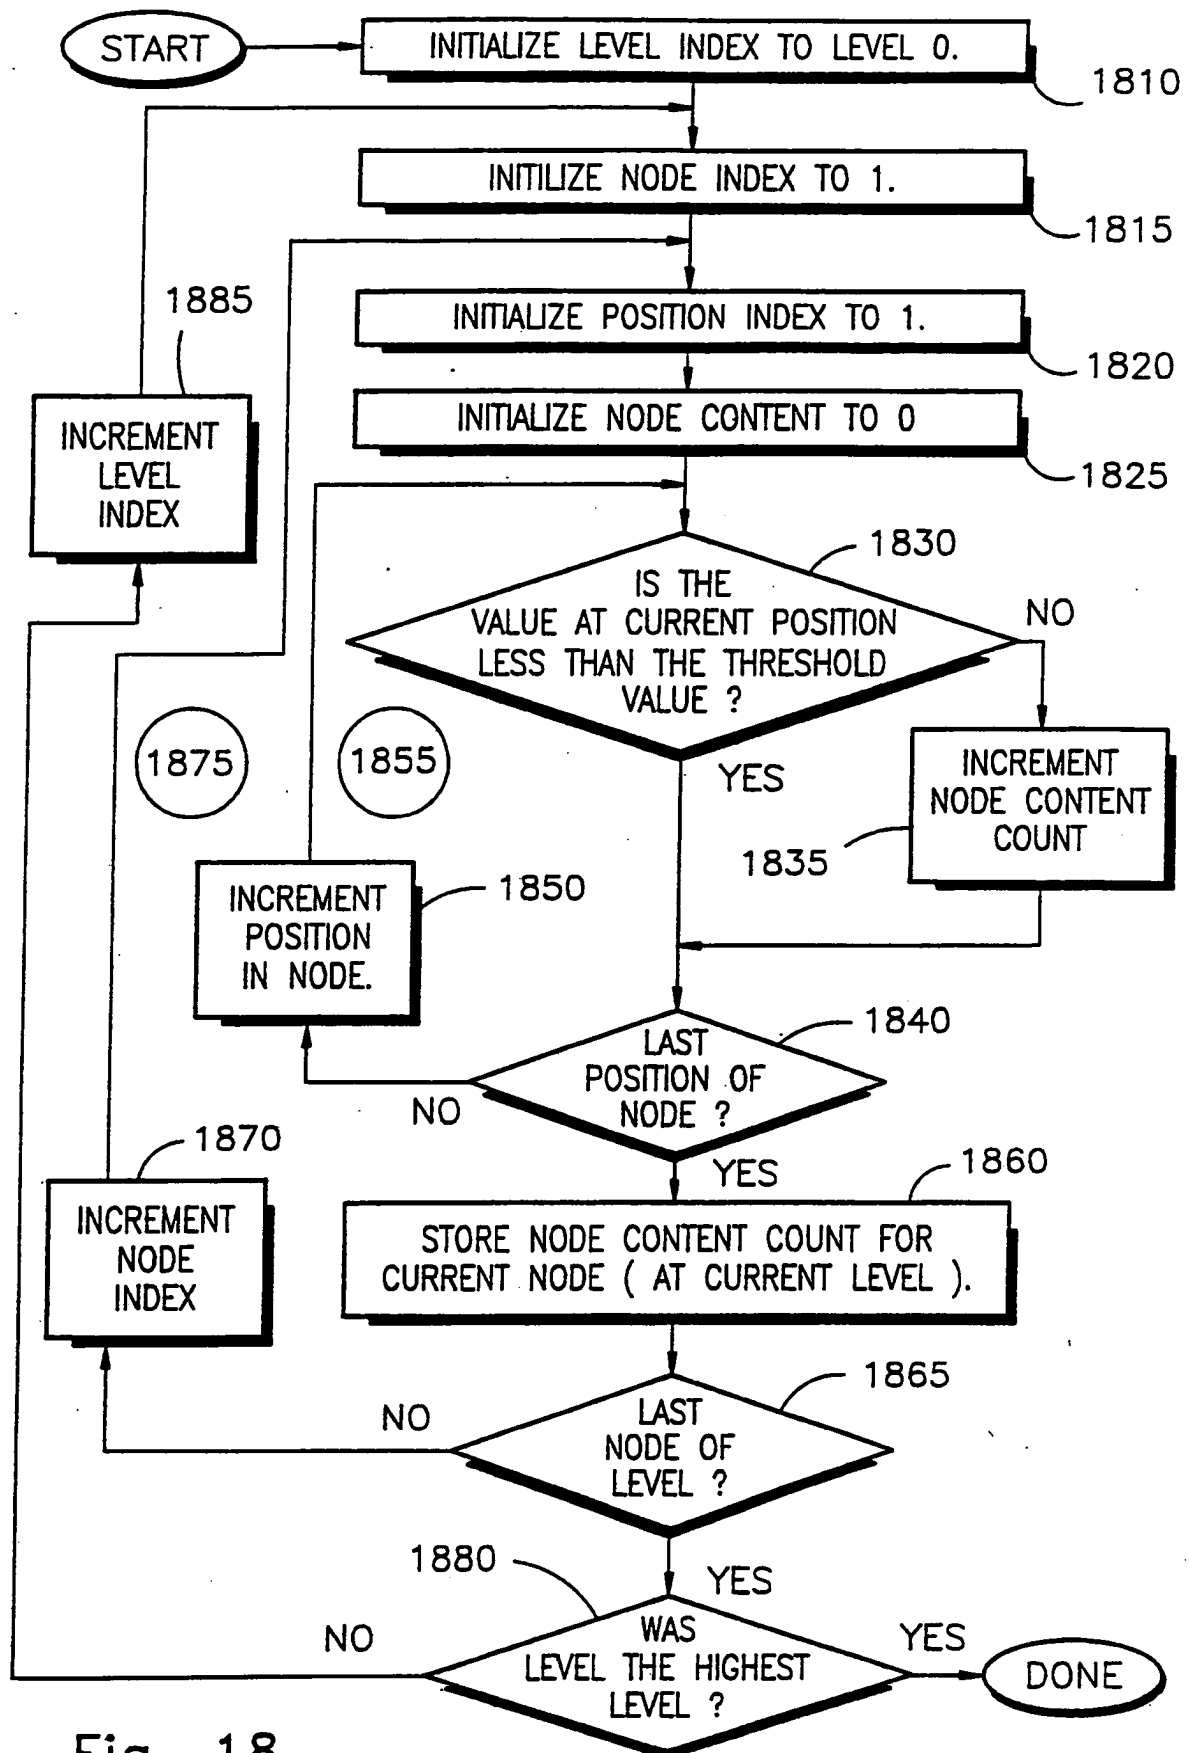 START
INITIALIZE LEVEL INDEX TO LEVEL 0.
1810
INITILIZE NODE INDEX TO 1.
1815
1885
INITIALIZE POSITION INDEX TO 1.
1820
INCREMENT
LEVEL
INDEX
INITIALIZE NODE CONTENT TO 0
1825
1830
IS THE
VALUE AT CURRENT POSITION
LESS THAN THE THRESHOLD
VALUE ?
NO
YES
1875
1855
INCREMENT
NODE CONTENT
COUNT
1835
INCREMENT
POSITION
IN NODE.
1850
1840
LAST
POSITION OF
NODE ?
NO
YES
1870
1860
INCREMENT
NODE
INDEX
STORE NODE CONTENT COUNT FOR
CURRENT NODE ( AT CURRENT LEVEL ).
1865
LAST
NODE OF
LEVEL ?
NO
YES
1880
WAS
LEVEL THE HIGHEST
LEVEL ?
NO
YES
DONE
Fig. 18